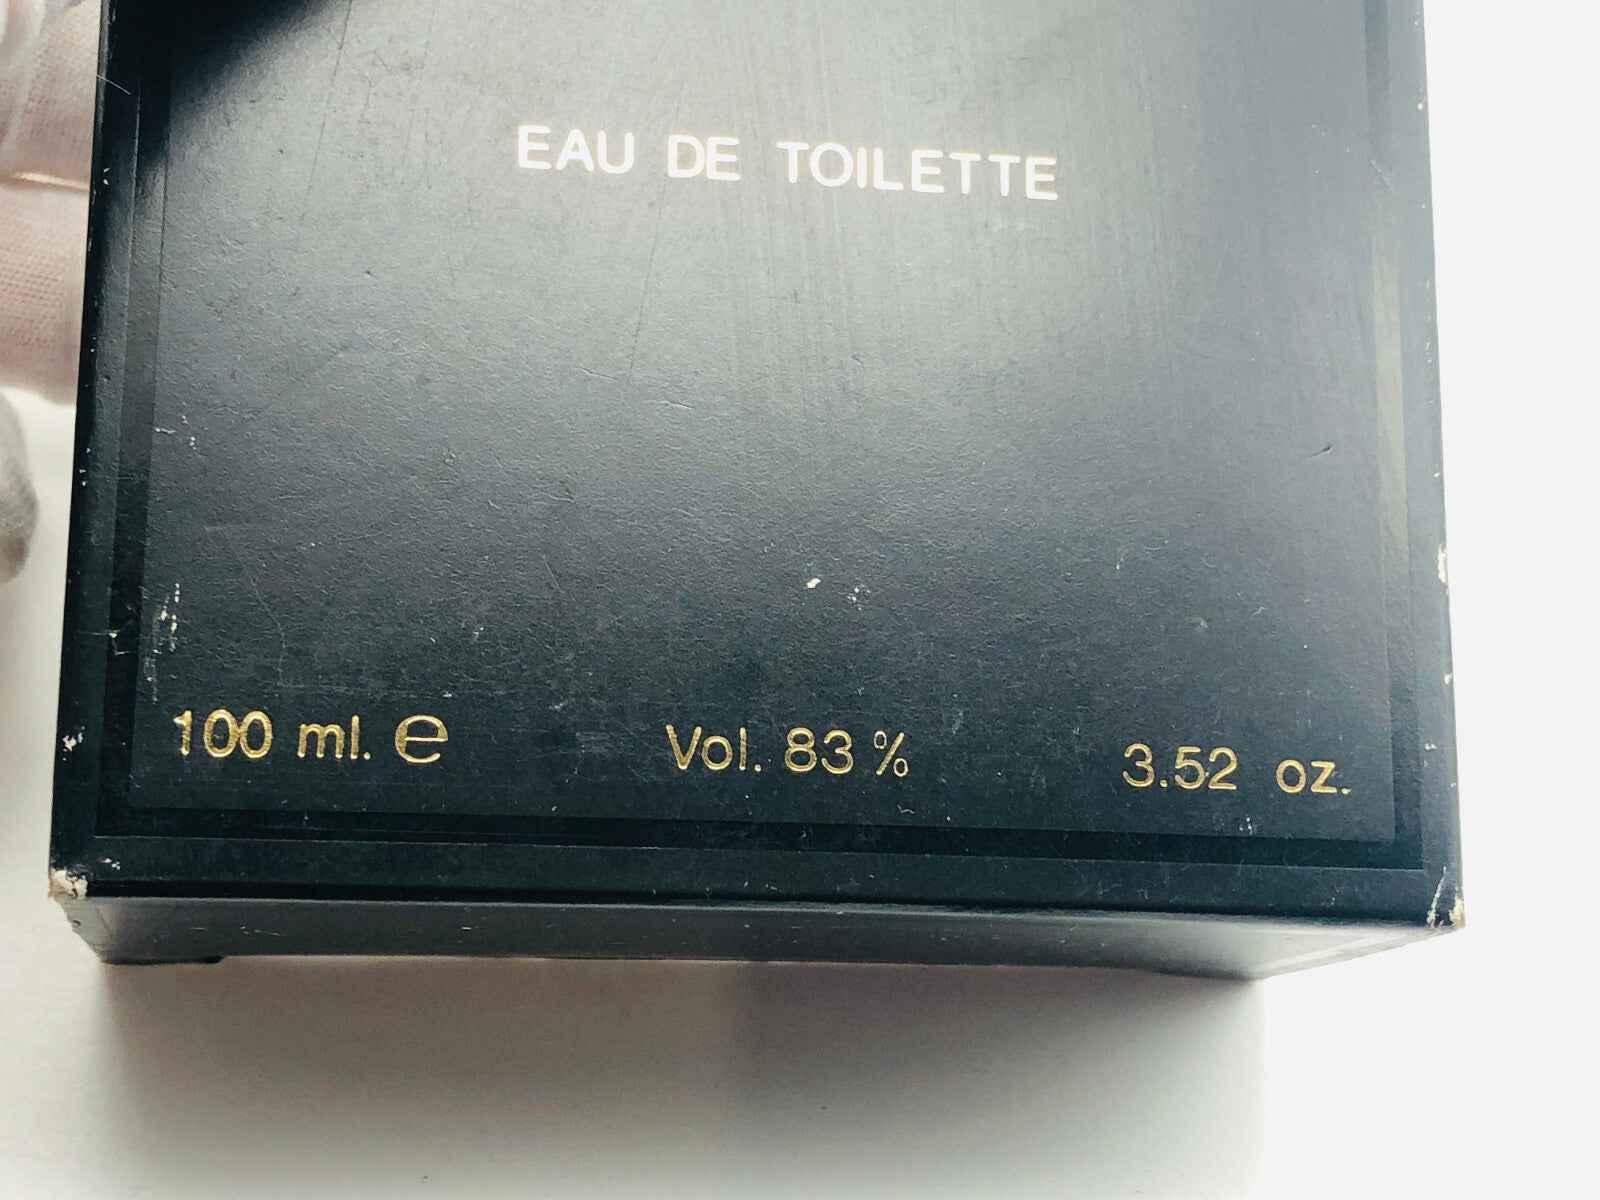 EAU DE TOILETTE
100 ml. ℮ Vol. 83 % 3.52 oz.